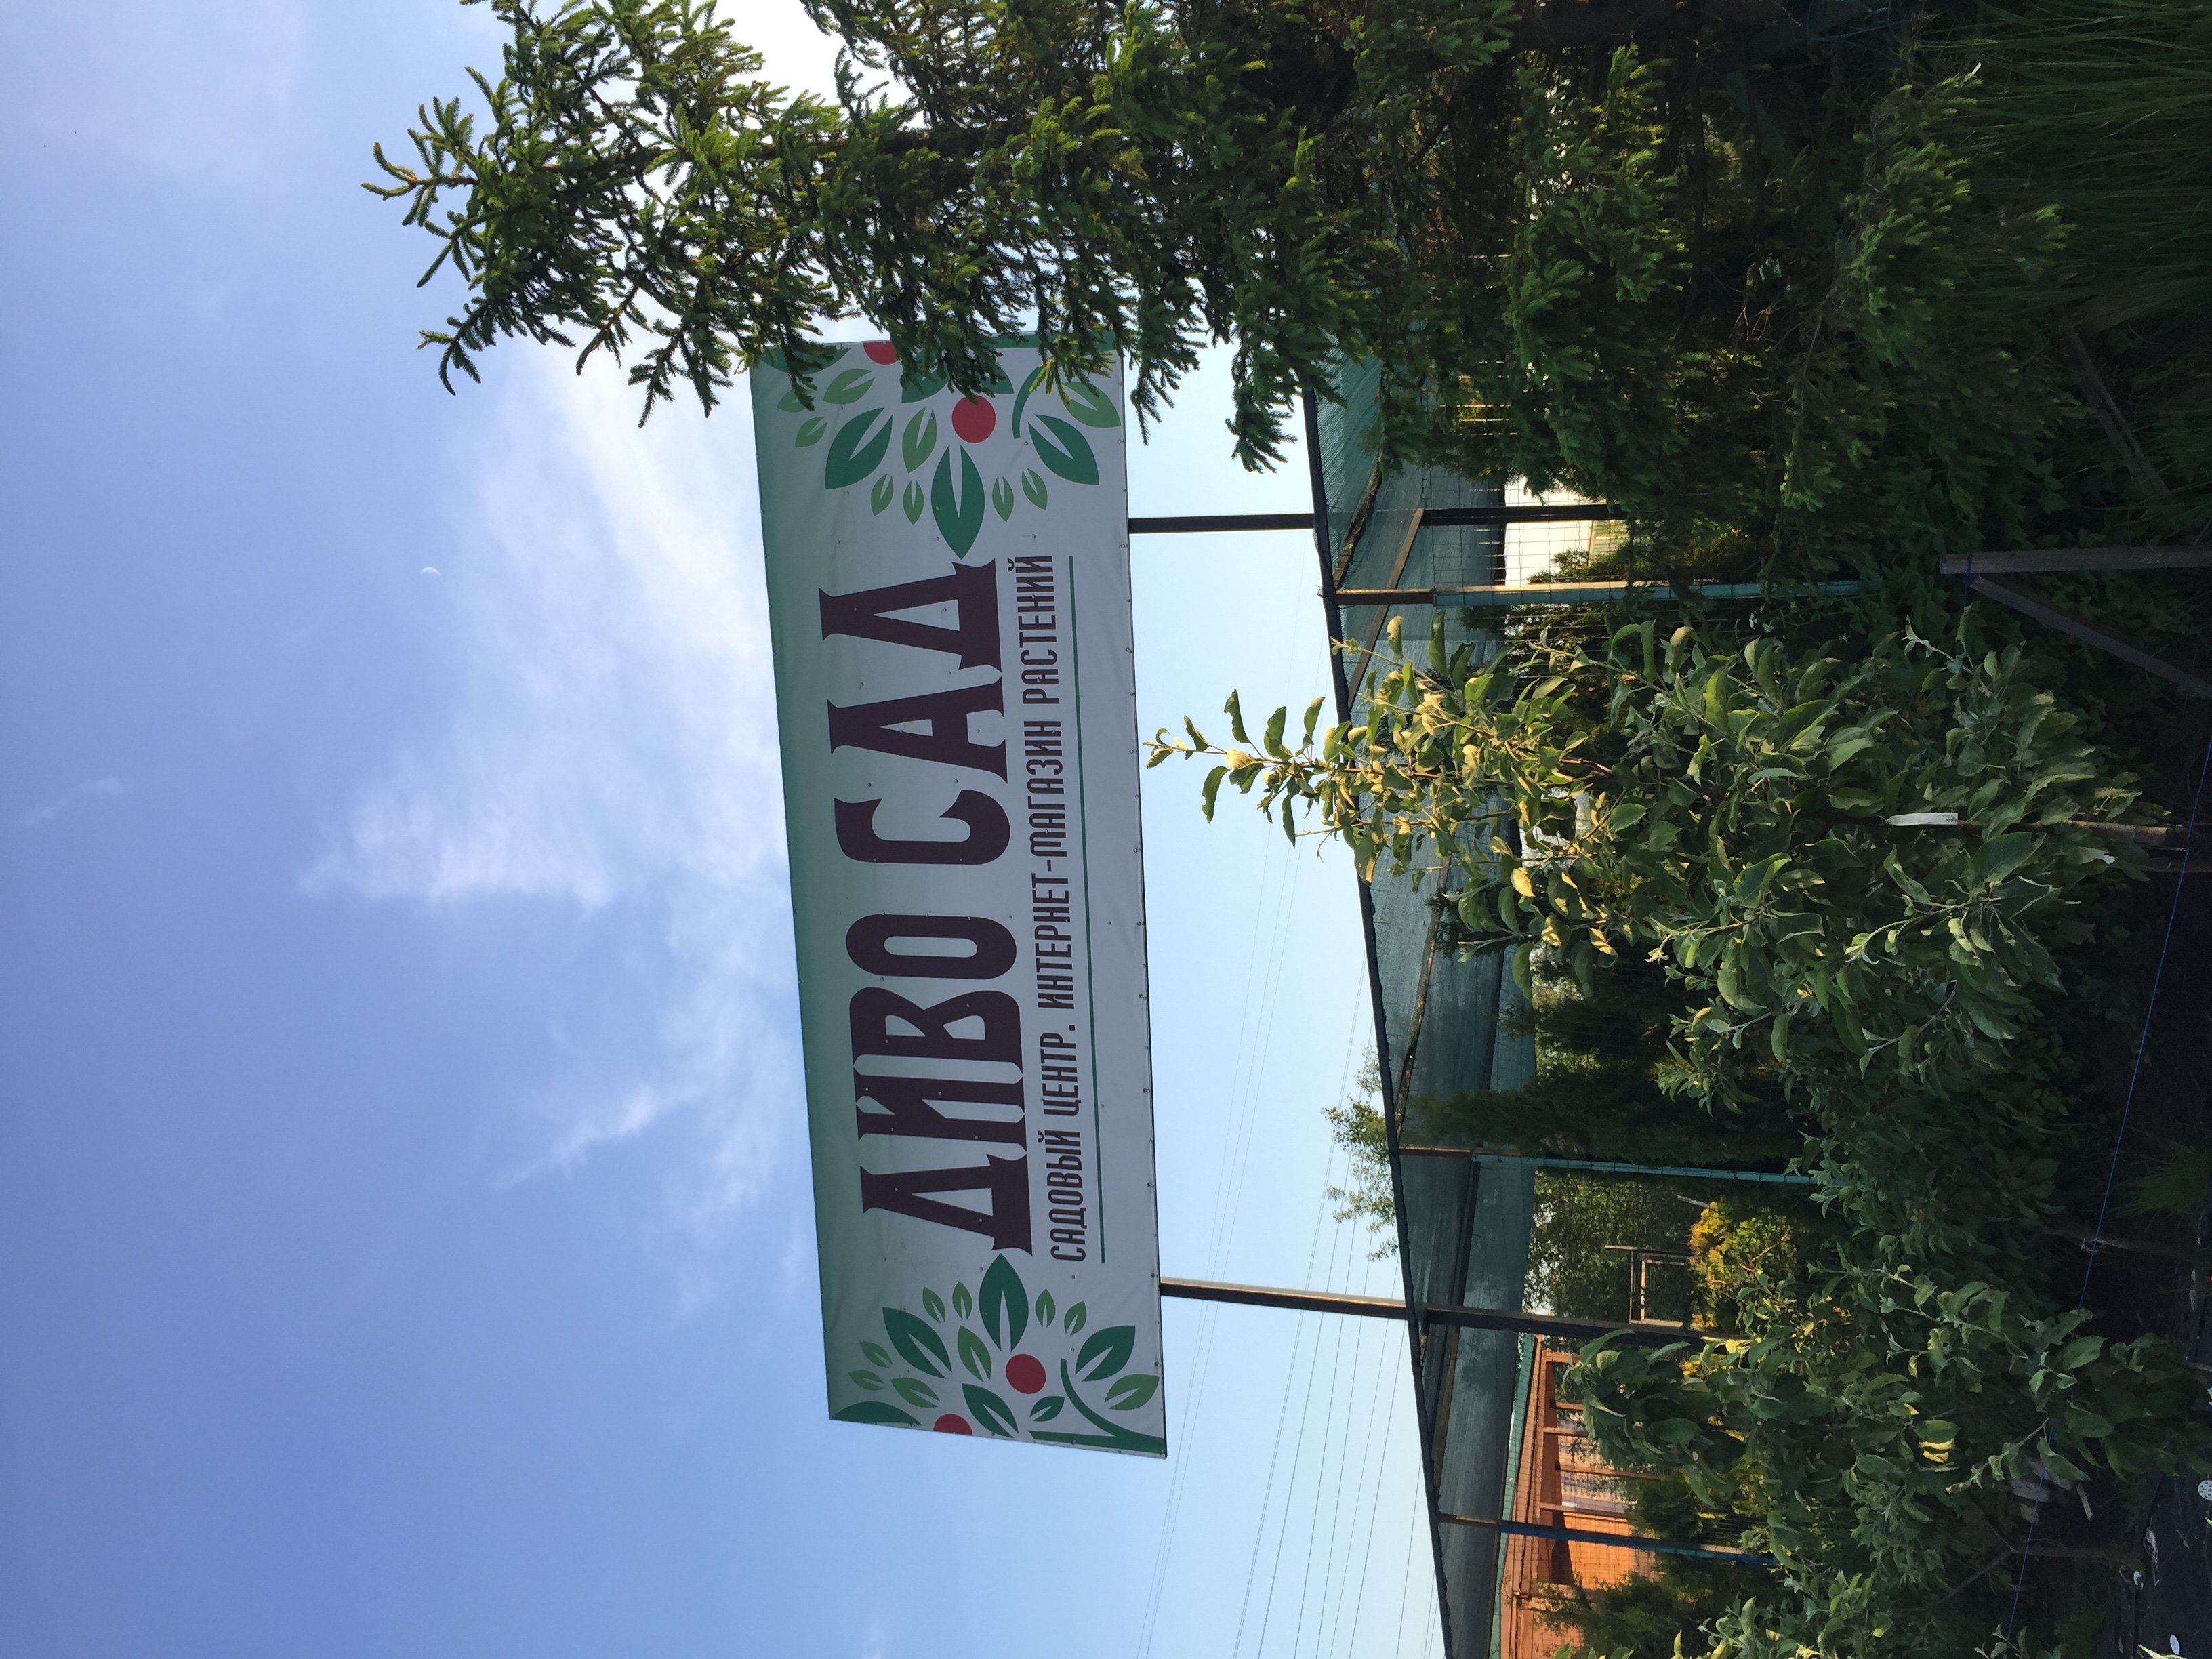 ДИВО САД
САДОВЫЙ ЦЕНТР. ИНТЕРНЕТ-МАГАЗИН РАСТЕНИЙ